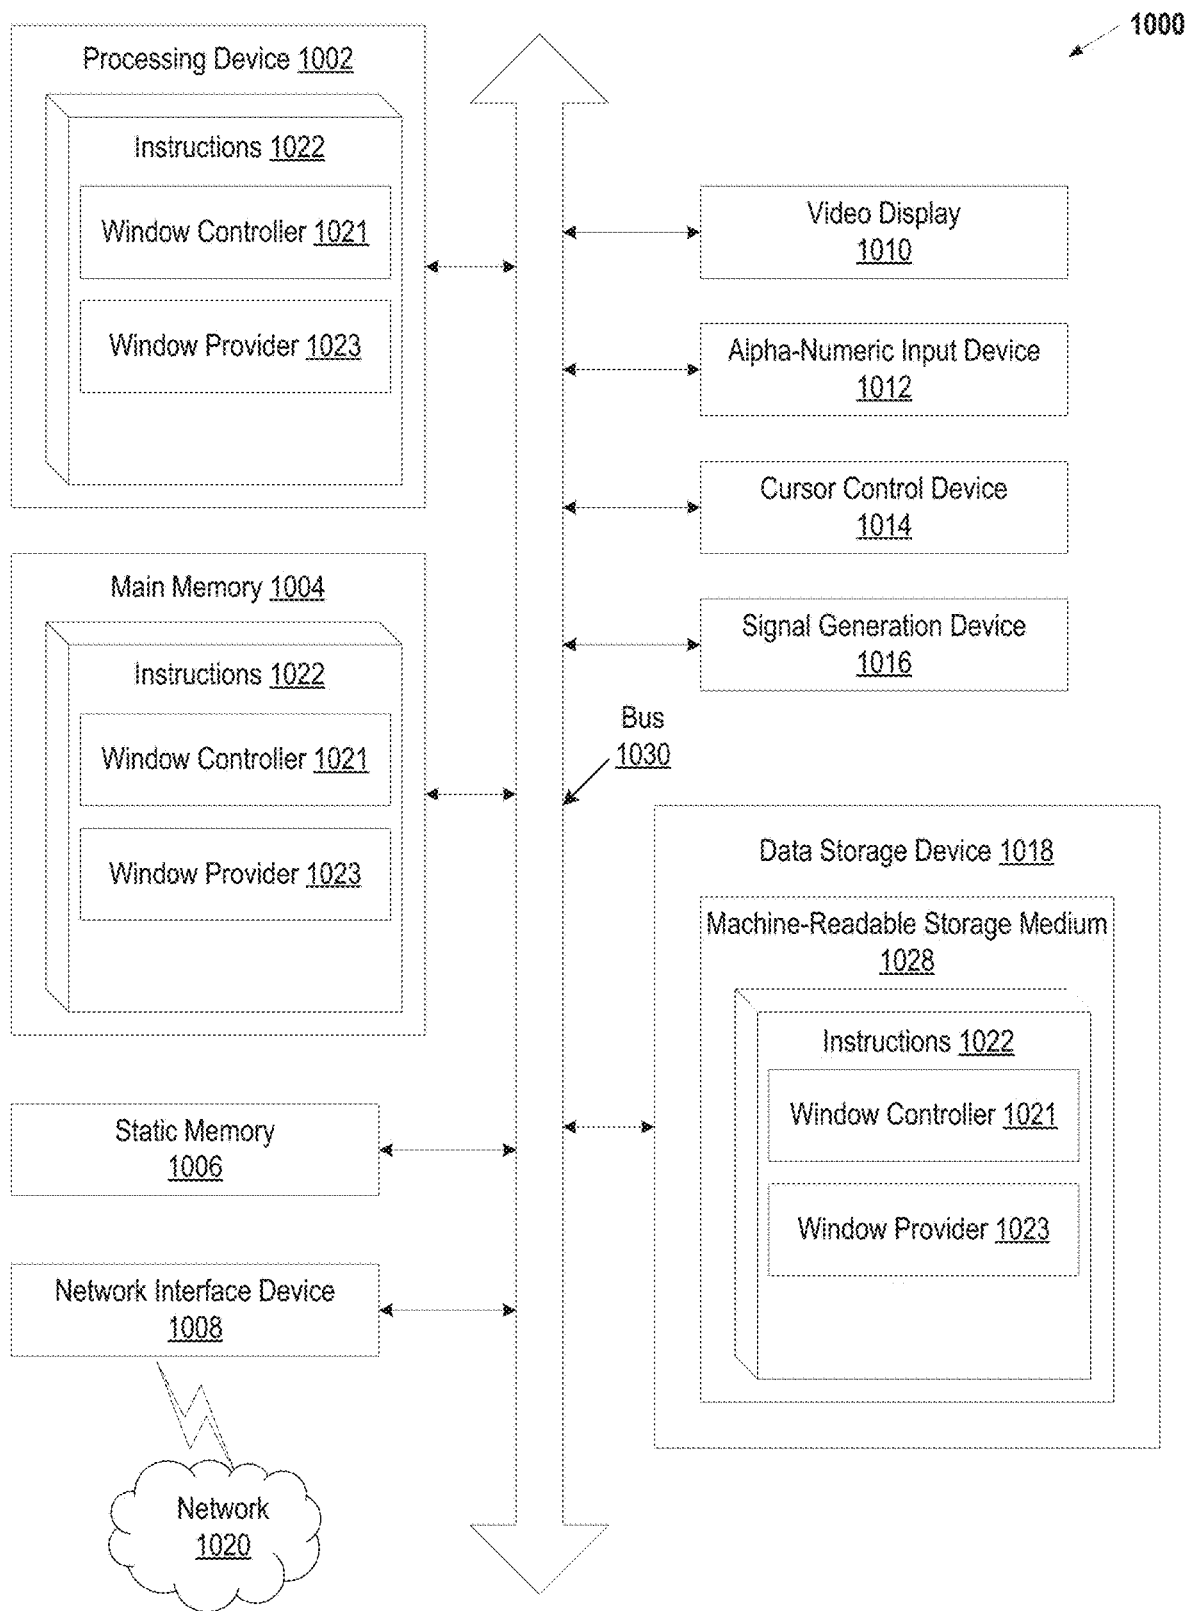 1000
Processing Device 1002
Instructions 1022
Window Controller 1021
Window Provider 1023
Main Memory 1004
Instructions 1022
Window Controller 1021
Window Provider 1023
Static Memory
1006
Network Interface Device
1008
Network
1020
Video Display
1010
Alpha-Numeric Input Device
1012
Cursor Control Device
1014
Signal Generation Device
1016
Bus
1030
Data Storage Device 1018
Machine-Readable Storage Medium
1028
Instructions 1022
Window Controller 1021
Window Provider 1023